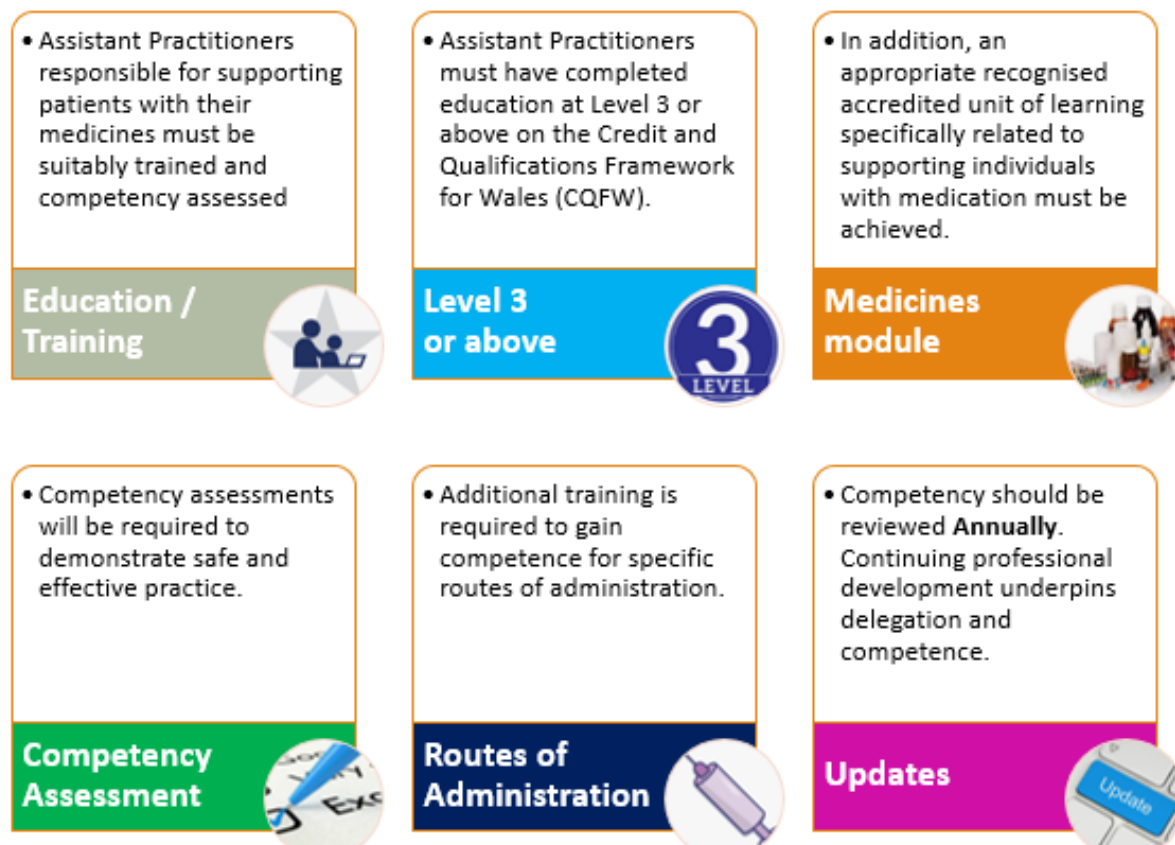 • Assistant Practitioners
responsible for supporting
patients with their
medicines must be
suitably trained and
competency assessed
Education /
Training
• Assistant Practitioners
must have completed
education at Level 3 or
above on the Credit and
Qualifications Framework
for Wales (CQFW).
Level 3
or above
3
LEVEL
• In addition, an
appropriate recognised
accredited unit of learning
specifically related to
supporting individuals
with medication must be
achieved.
Medicines
module
• Competency assessments
will be required to
demonstrate safe and
effective practice.
Competency
Assessment
• Additional training is
required to gain
competence for specific
routes of administration.
Routes of
Administration
• Competency should be
reviewed Annually.
Continuing professional
development underpins
delegation and
competence.
Updates
Update